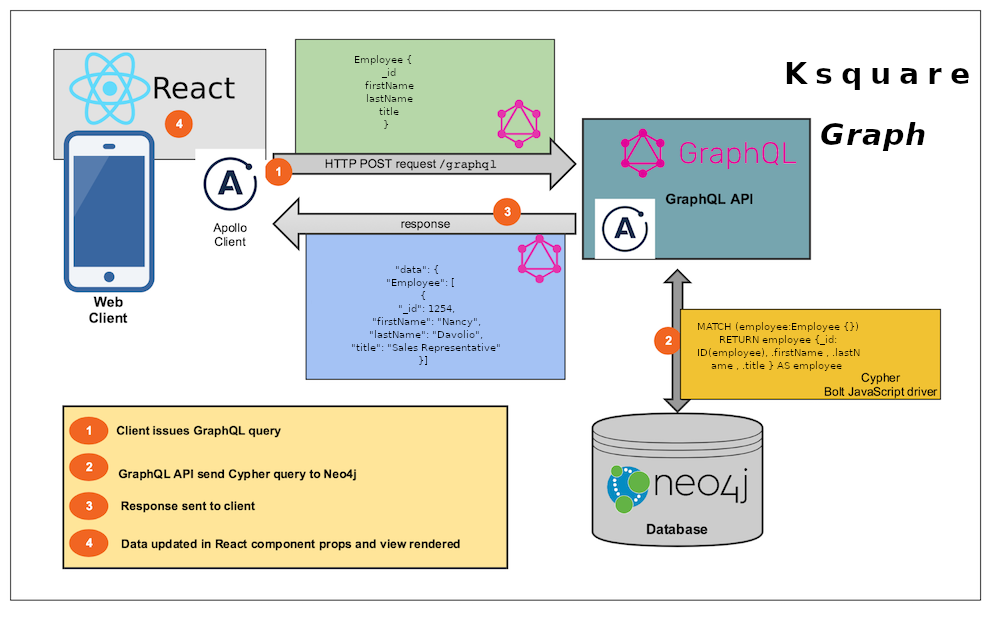 K s q u a r e
Graph
React
4
Employee {
_id
firstName
lastName
title
}
1
HTTP POST request /graphql
GraphQL
GraphQL API
Apollo
Client
Web
Client
3
response
"data": {
"Employee": [
{
"_id": 1254,
"firstName": "Nancy",
"lastName": "Davolio",
"title": "Sales Representative"
}]
2
MATCH (employee:Employee {})
RETURN employee {_id:
ID(employee), .firstName , .lastN
ame , .title } AS employee
Cypher
Bolt JavaScript driver
neo4j
Database
1 Client issues GraphQL query
2 GraphQL API send Cypher query to Neo4j
3 Response sent to client
4 Data updated in React component props and view rendered